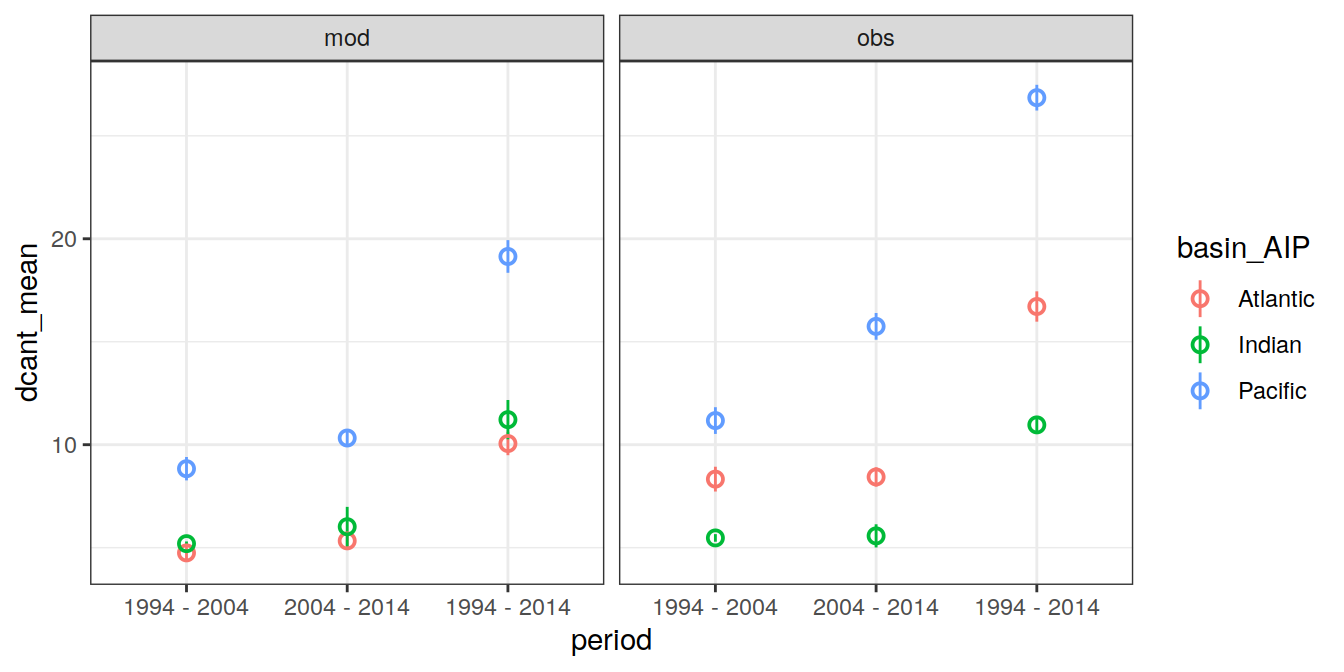 mod
obs
20
10
dcant_mean
1994 - 2004
2004 - 2014
1994 - 2014
1994 - 2004
2004 - 2014
1994 - 2014
period
basin_AIP
Atlantic
Indian
Pacific